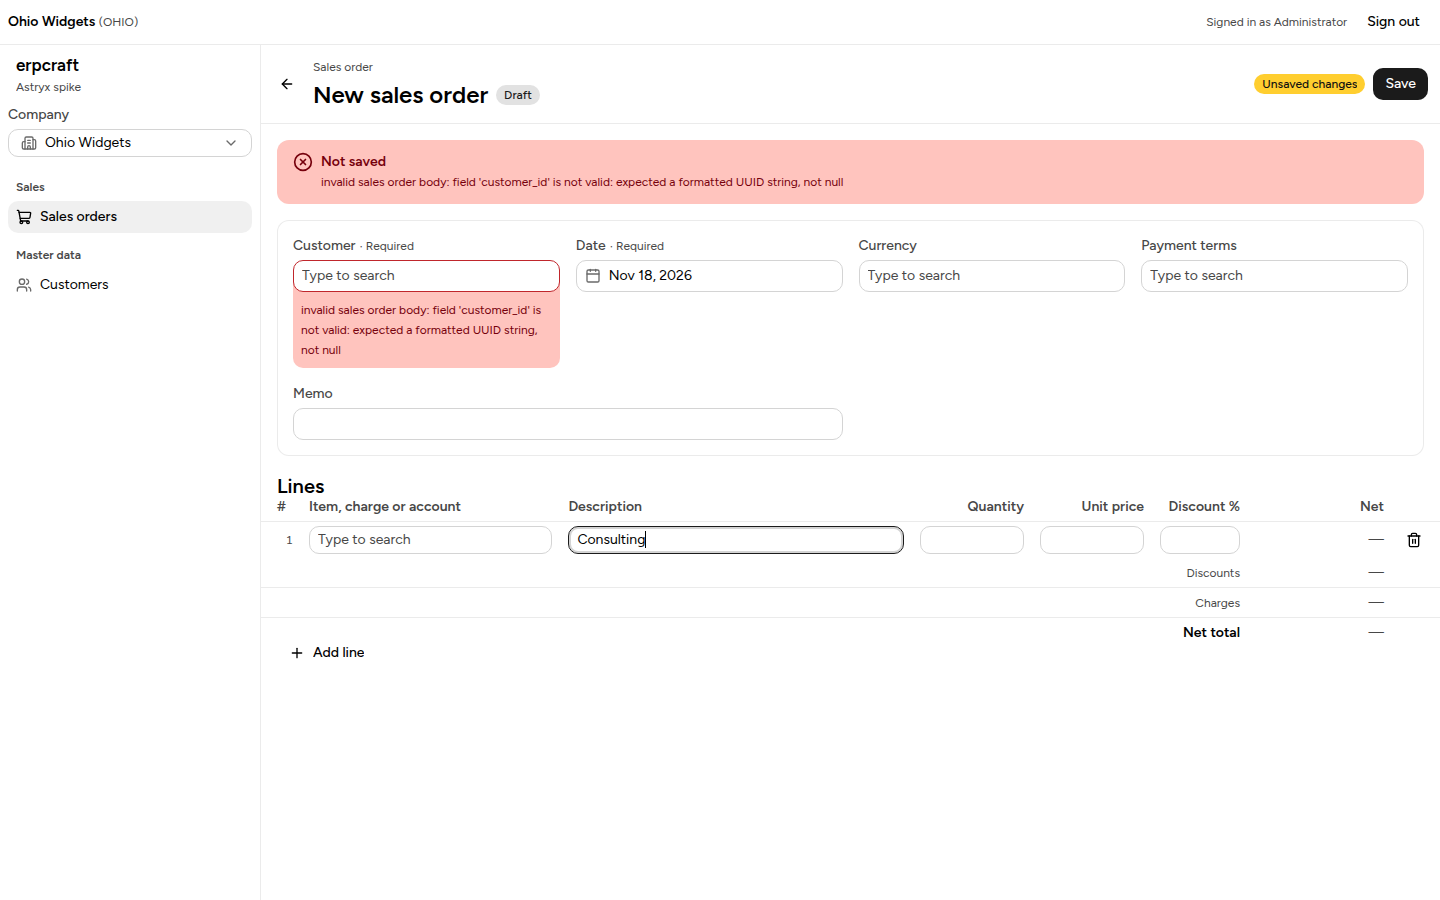 Ohio Widgets (OHIO)
Signed in as Administrator
Sign out
erpcraft
Astryx spike
Company
Ohio Widgets
Sales
Sales orders
Master data
Customers
Sales order
New sales order
Draft
Unsaved changes
Save
Not saved
invalid sales order body: field 'customer_id' is not valid: expected a formatted UUID string, not null
Customer · Required
Date · Required
Currency
Payment terms
Type to search
Nov 18, 2026
Type to search
Type to search
invalid sales order body: field 'customer_id' is
not valid: expected a formatted UUID string,
not null
Memo
Lines
# Item, charge or account Description Quantity Unit price Discount % Net
1 Type to search Consulting —
Discounts —
Charges —
Net total —
Add line